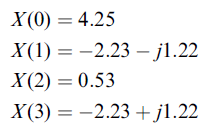 X(0) = 4.25
X(1) = −2.23 − j1.22
X(2) = 0.53
X(3) = −2.23 + j1.22